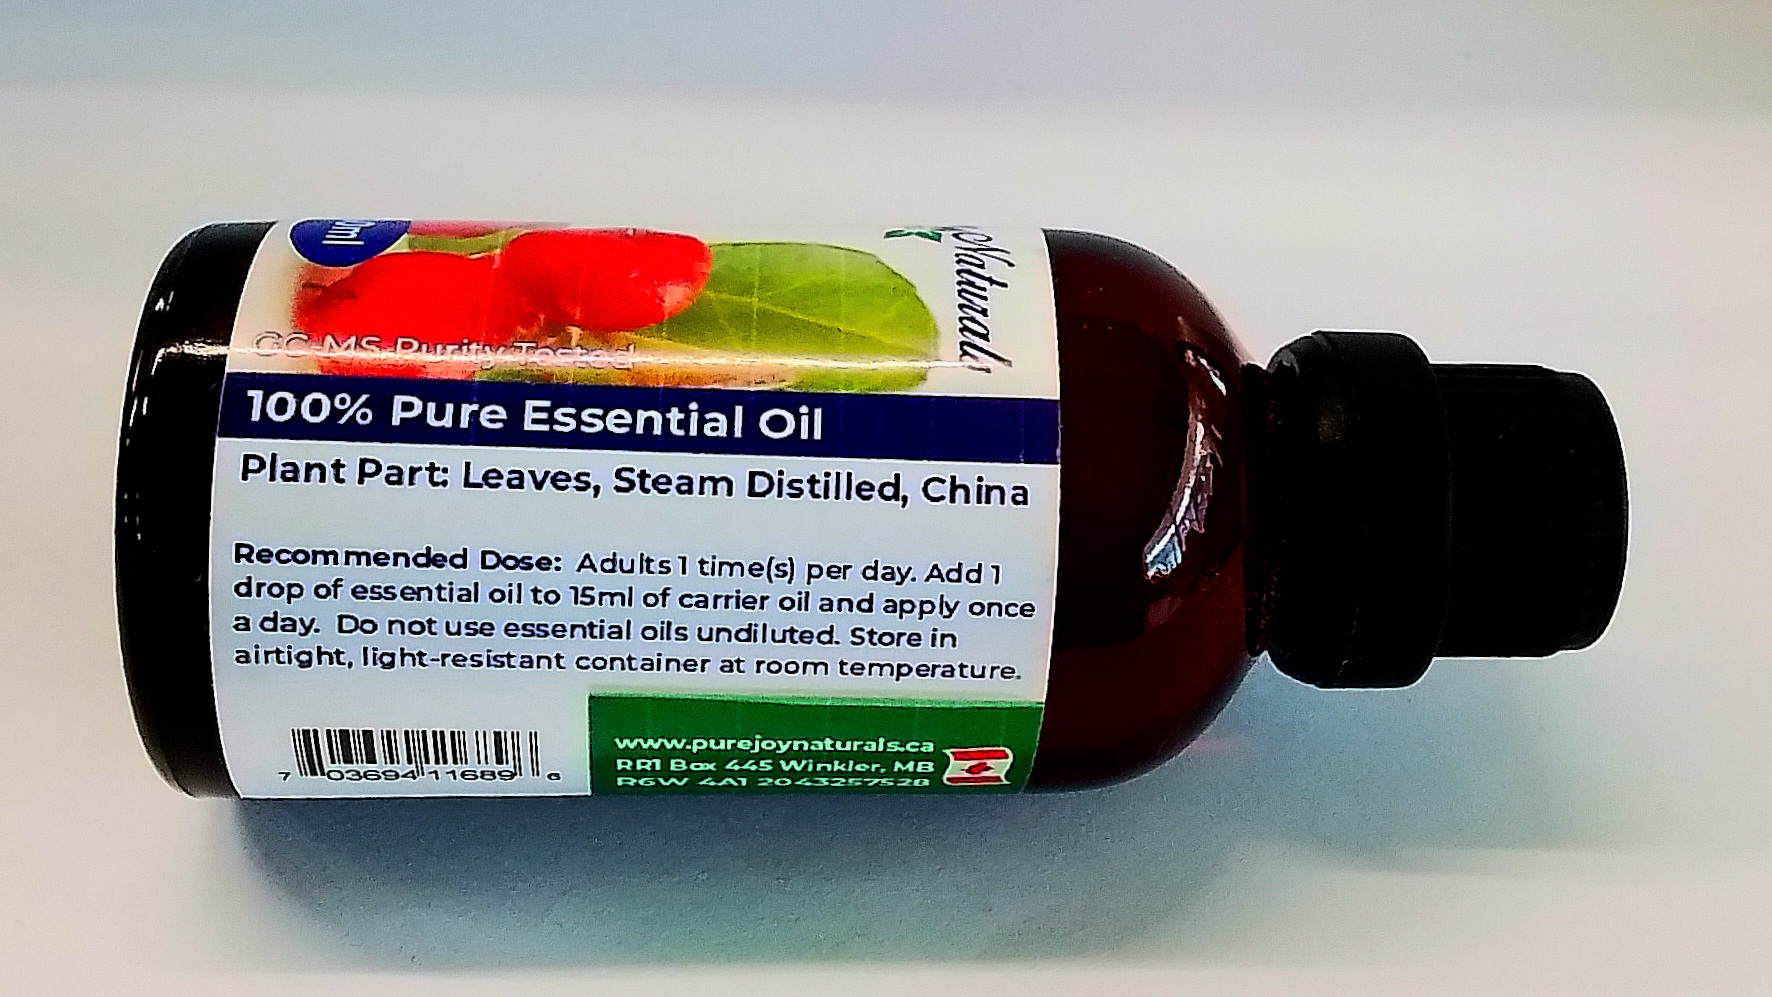 Naturals
GC-MS Purity Tested
100% Pure Essential Oil
Plant Part: Leaves, Steam Distilled, China
Recommended Dose: Adults 1 time(s) per day. Add 1
drop of essential oil to 15ml of carrier oil and apply once
a day. Do not use essential oils undiluted. Store in
airtight, light-resistant container at room temperature.
7 03694 11689 6
www.purejoynaturals.ca
RR1 Box 445 Winkler, MB
R6W 4A1 2043257528